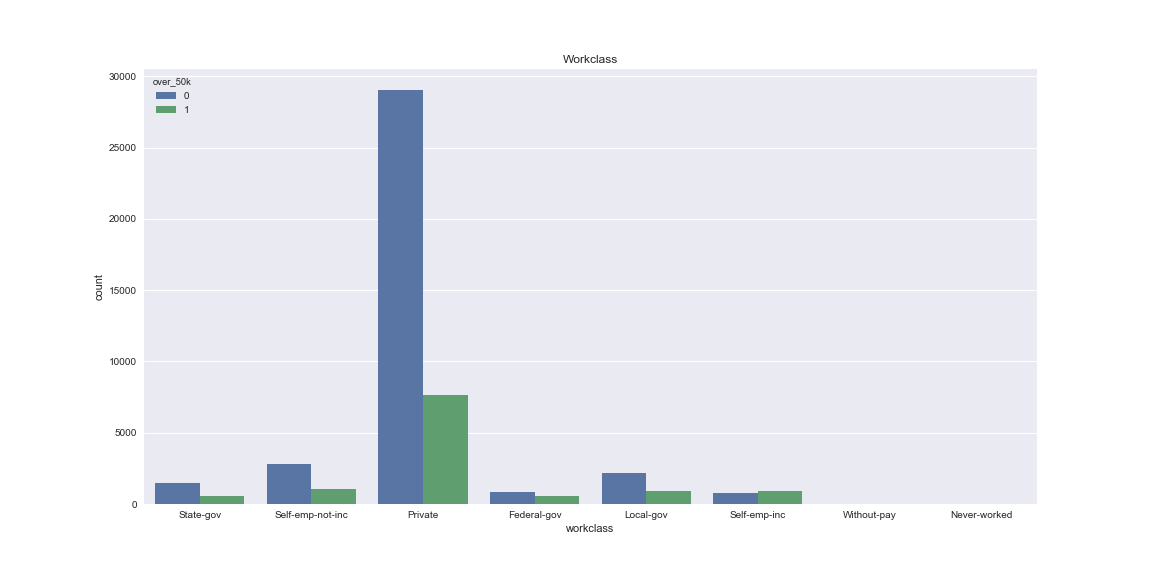 Workclass
30000
over_50k
0
1
25000
20000
15000
10000
5000
0
count
State-gov Self-emp-not-inc Private Federal-gov Local-gov Self-emp-inc Without-pay Never-worked
workclass